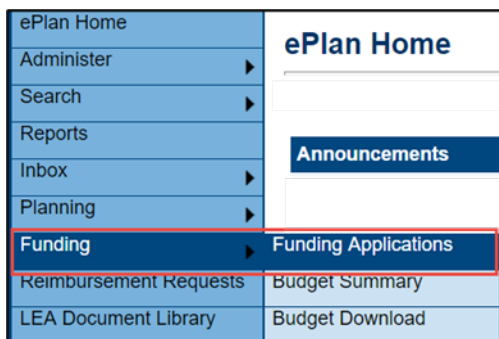 ePlan Home
Administer
Search
Reports
Inbox
Planning
Funding
Reimbursement Requests
LEA Document Library
ePlan Home
Announcements
Funding Applications
Budget Summary
Budget Download